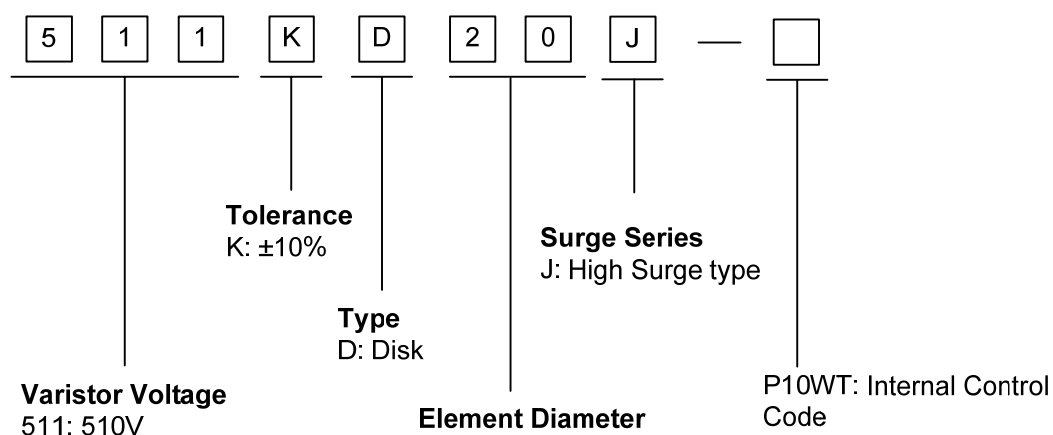 5 1 1 K D 2 0 J —
Tolerance
K: ±10%
Surge Series
J: High Surge type
Type
D: Disk
Varistor Voltage
511: 510V
Element Diameter
P10WT: Internal Control
Code